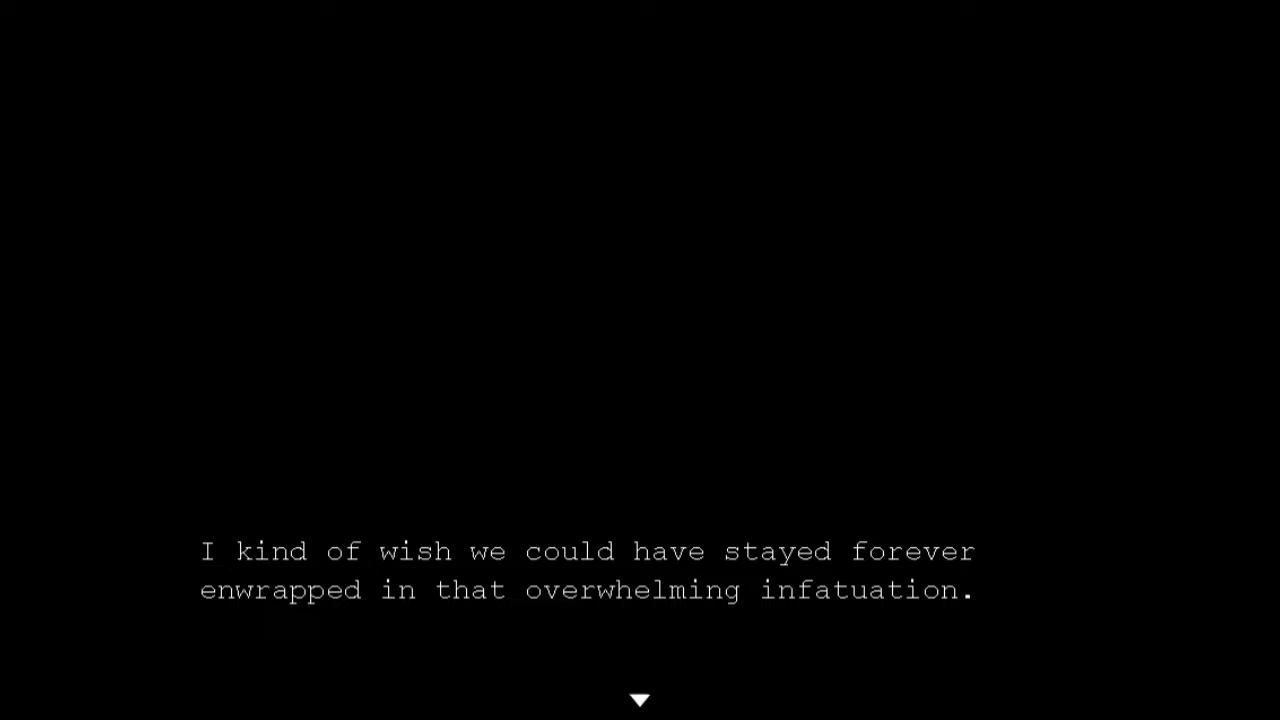 I kind of wish we could have stayed forever
enwrapped in that overwhelming infatuation.